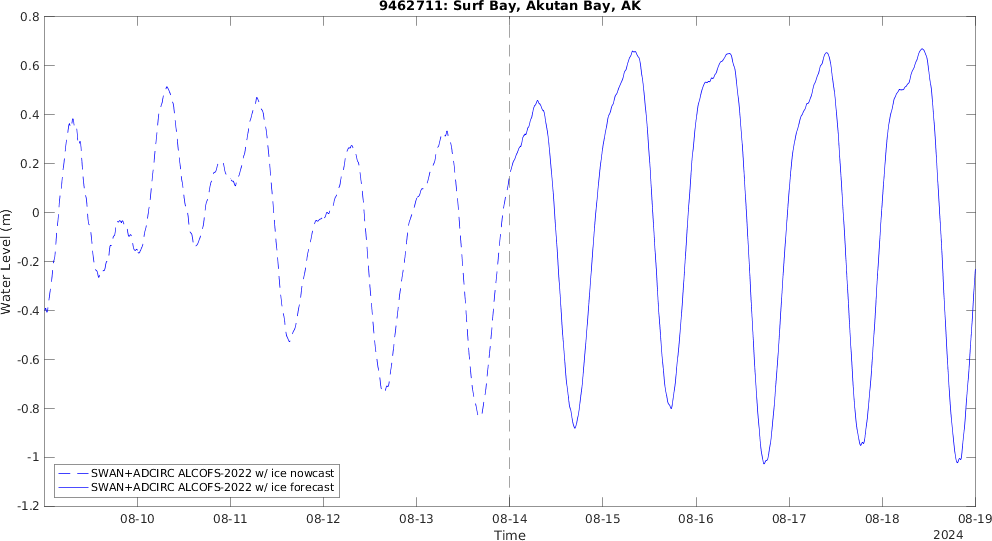 9462711: Surf Bay, Akutan Bay, AK
0.8
0.6
0.4
0.2
0
-0.2
-0.4
-0.6
-0.8
-1
-1.2
Water Level (m)
SWAN+ADCIRC ALCOFS-2022 w/ ice nowcast
SWAN+ADCIRC ALCOFS-2022 w/ ice forecast
08-10 08-11 08-12 08-13 08-14 08-15 08-16 08-17 08-18 08-19
Time
2024